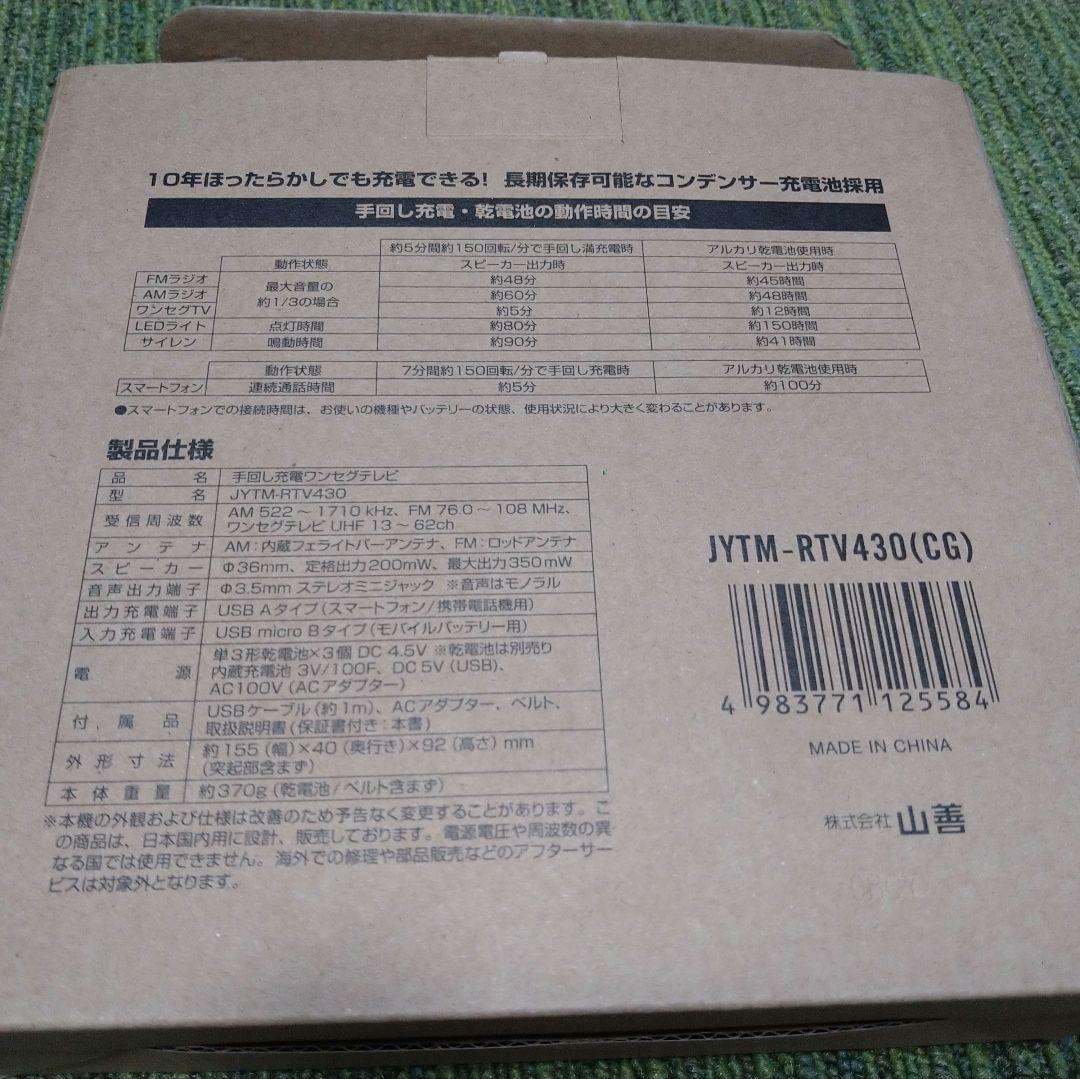 10年ほったらかしでも充電できる! 長期保存可能なコンデンサー充電池採用
手回し充電・乾電池の動作時間の目安
約5分間約150回転/分で手回し満充電時 アルカリ乾電池使用時
動作状態 スピーカー出力時 スピーカー出力時
FMラジオ 最大音量の約1/3の場合 約48分 約45時間
AMラジオ 約60分 約48時間
ワンセグTV 約5分 約12時間
LEDライト 点灯時間 約80分 約150時間
サイレン 鳴動時間 約90分 約41時間
動作状態 7分間約150回転/分で手回し充電時 アルカリ乾電池使用時
スマートフォン 連続通話時間 約5分 約100分
●スマートフォンでの接続時間は、お使いの機種やバッテリーの状態、使用状況により大きく変わることがあります。
製品仕様
品名 手回し充電ワンセグテレビ
型名 JYTM-RTV430
受信周波数 AM 522～1710 kHz、FM 76.0～108 MHz、
ワンセグテレビ UHF 13～62ch
アンテナ AM:内蔵フェライトバーアンテナ、FM:ロッドアンテナ
スピーカー Φ36mm、定格出力200mW、最大出力350mW
音声出力端子 Φ3.5mm ステレオミニジャック ※音声はモノラル
出力充電端子 USB Aタイプ(スマートフォン/携帯電話機用)
入力充電端子 USB micro Bタイプ(モバイルバッテリー用)
電源 単3形乾電池×3個 DC 4.5V ※乾電池は別売り
内蔵充電池 3V/100F、DC 5V (USB)、
AC100V (ACアダプター)
付属品 USBケーブル(約1m)、ACアダプター、ベルト、
取扱説明書(保証書付き:本書)
外形寸法 約155(幅)×40(奥行き)×92(高さ)mm
(突起部含まず)
本体重量 約370g(乾電池/ベルト含まず)
※本機の外観および仕様は改善のため予告なく変更することがあります。こ
の商品は、日本国内用に設計、販売しております。電源電圧や周波数の異
なる国では使用できません。海外での修理や部品販売などのアフターサー
ビスは対象外となります。
JYTM-RTV430(CG)
4 983771 125584
MADE IN CHINA
株式会社 山善